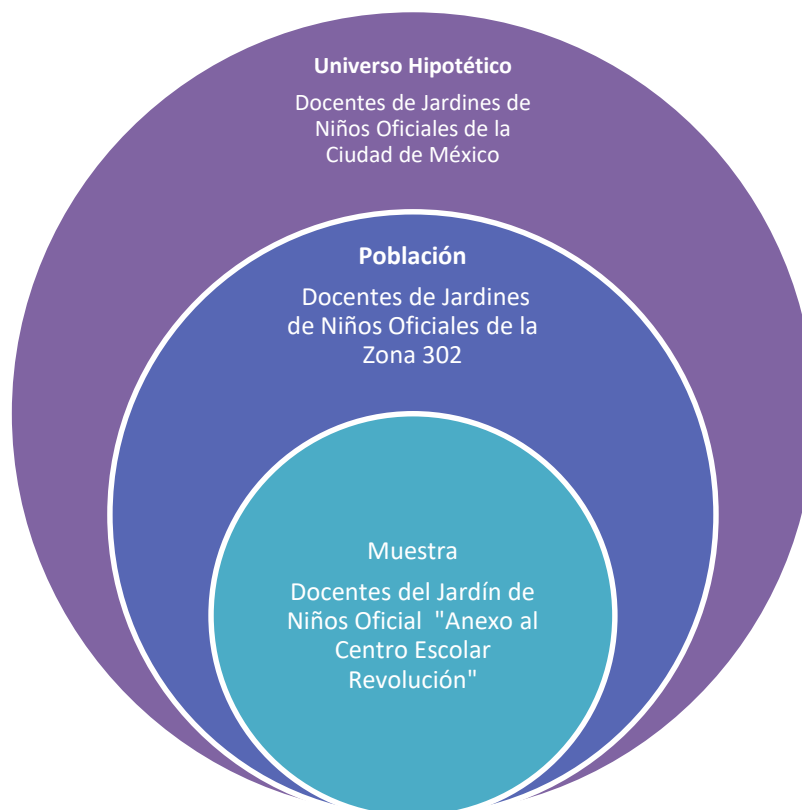 Universo Hipotético
Docentes de Jardines de
Niños Oficiales de la
Ciudad de México
Población
Docentes de Jardines
de Niños Oficiales de la
Zona 302
Muestra
Docentes del Jardín de
Niños Oficial "Anexo al
Centro Escolar
Revolución"